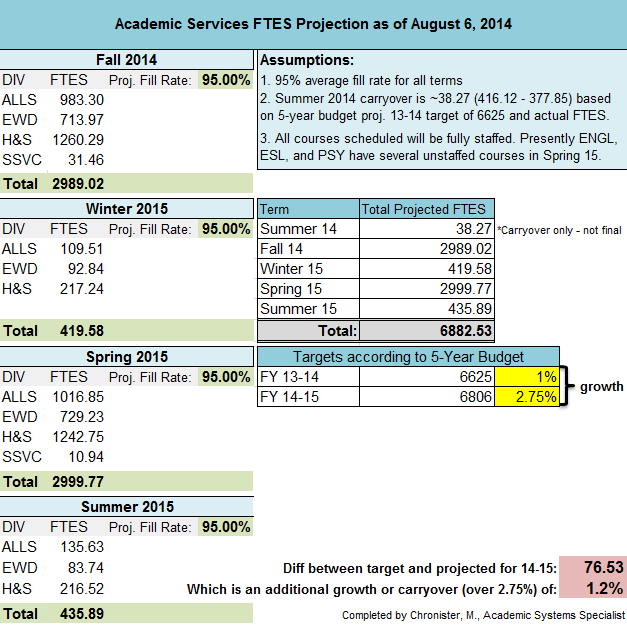 Academic Services FTES Projection as of August 6, 2014
Fall 2014
DIV FTES Proj. Fill Rate: 95.00%
ALLS 983.30
EWD 713.97
H&S 1260.29
SSVC 31.46
Total 2989.02
Assumptions:
1. 95% average fill rate for all terms
2. Summer 2014 carryover is ~38.27 (416.12 - 377.85) based
on 5-year budget proj. 13-14 target of 6625 and actual FTES.
3. All courses scheduled will be fully staffed. Presently ENGL,
ESL, and PSY have several unstaffed courses in Spring 15.
Winter 2015
DIV FTES Proj. Fill Rate: 95.00%
ALLS 109.51
EWD 92.84
H&S 217.24
Total 419.58
Term Total Projected FTES
Summer 14 38.27 *Carryover only - not final
Fall 14 2989.02
Winter 15 419.58
Spring 15 2999.77
Summer 15 435.89
Total: 6882.53
Spring 2015
DIV FTES Proj. Fill Rate: 95.00%
ALLS 1016.85
EWD 729.23
H&S 1242.75
SSVC 10.94
Total 2999.77
Targets according to 5-Year Budget
FY 13-14 6625 1%
FY 14-15 6806 2.75%
growth
Summer 2015
DIV FTES Proj. Fill Rate: 95.00%
ALLS 135.63
EWD 83.74
H&S 216.52
Total 435.89
Diff between target and projected for 14-15: 76.53
Which is an additional growth or carryover (over 2.75%) of: 1.2%
Completed by Chronister, M., Academic Systems Specialist